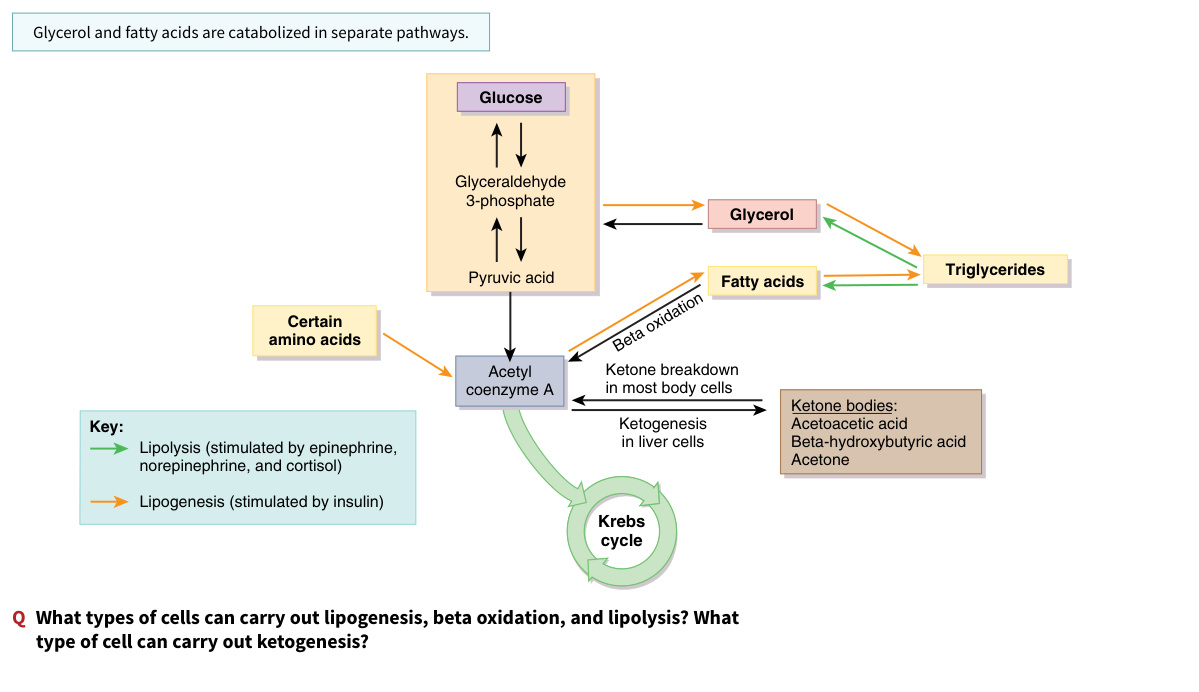 Glycerol and fatty acids are catabolized in separate pathways.
Glucose
Glyceraldehyde
3-phosphate
Pyruvic acid
Glycerol
Fatty acids
Triglycerides
Beta oxidation
Certain
amino acids
Acetyl
coenzyme A
Ketone breakdown
in most body cells
Ketogenesis
in liver cells
Ketone bodies:
Acetoacetic acid
Beta-hydroxybutyric acid
Acetone
Key:
Lipolysis (stimulated by epinephrine,
norepinephrine, and cortisol)
Lipogenesis (stimulated by insulin)
Krebs
cycle
Q What types of cells can carry out lipogenesis, beta oxidation, and lipolysis? What
type of cell can carry out ketogenesis?